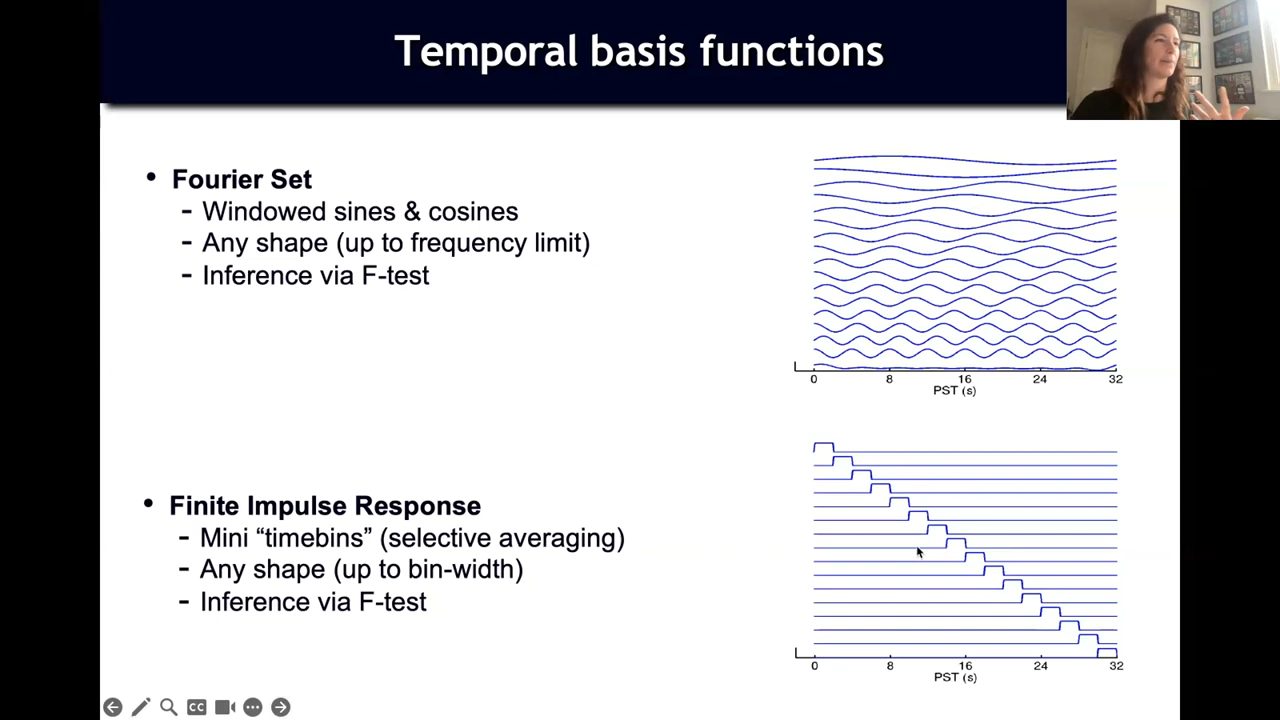 Temporal basis functions
• Fourier Set
- Windowed sines & cosines
- Any shape (up to frequency limit)
- Inference via F-test
0 8 16 24 32
PST (s)
• Finite Impulse Response
- Mini “timebins” (selective averaging)
- Any shape (up to bin-width)
- Inference via F-test
0 8 16 24 32
PST (s)
CC